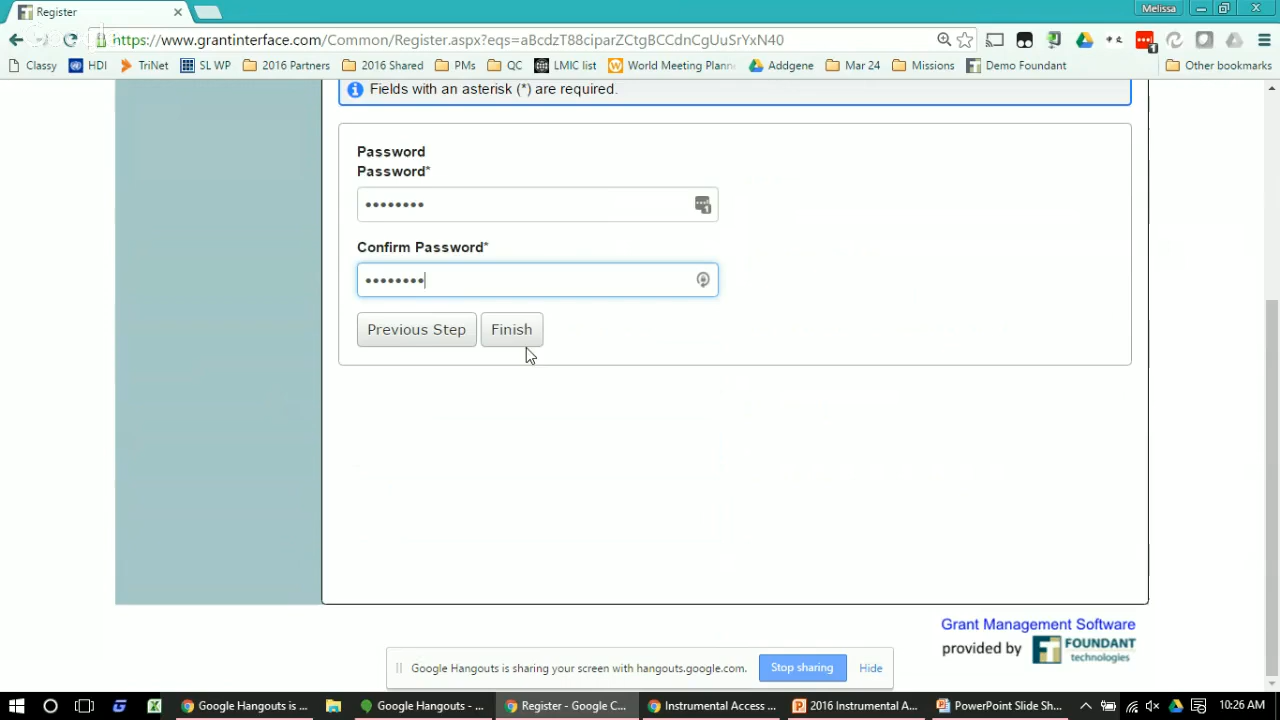 Register
Melissa
https://www.grantinterface.com/Common/Register.aspx?eqs=aBcdzT88ciparZCtgBCCdnCgUuSrYxN40
Classy HDI TriNet SL WP 2016 Partners 2016 Shared PMs QC LMIC list World Meeting Plann Addgene Mar 24 Missions Demo Foundant Other bookmarks
Fields with an asterisk (*) are required.
Password
Password*
••••••••
Confirm Password*
••••••••
Previous Step Finish
Grant Management Software
provided by FOUNDANT
technologies
Google Hangouts is sharing your screen with hangouts.google.com. Stop sharing Hide
Google Hangouts is ... Google Hangouts - ... Register - Google C... Instrumental Access ... 2016 Instrumental A... PowerPoint Slide Sh... 10:26 AM